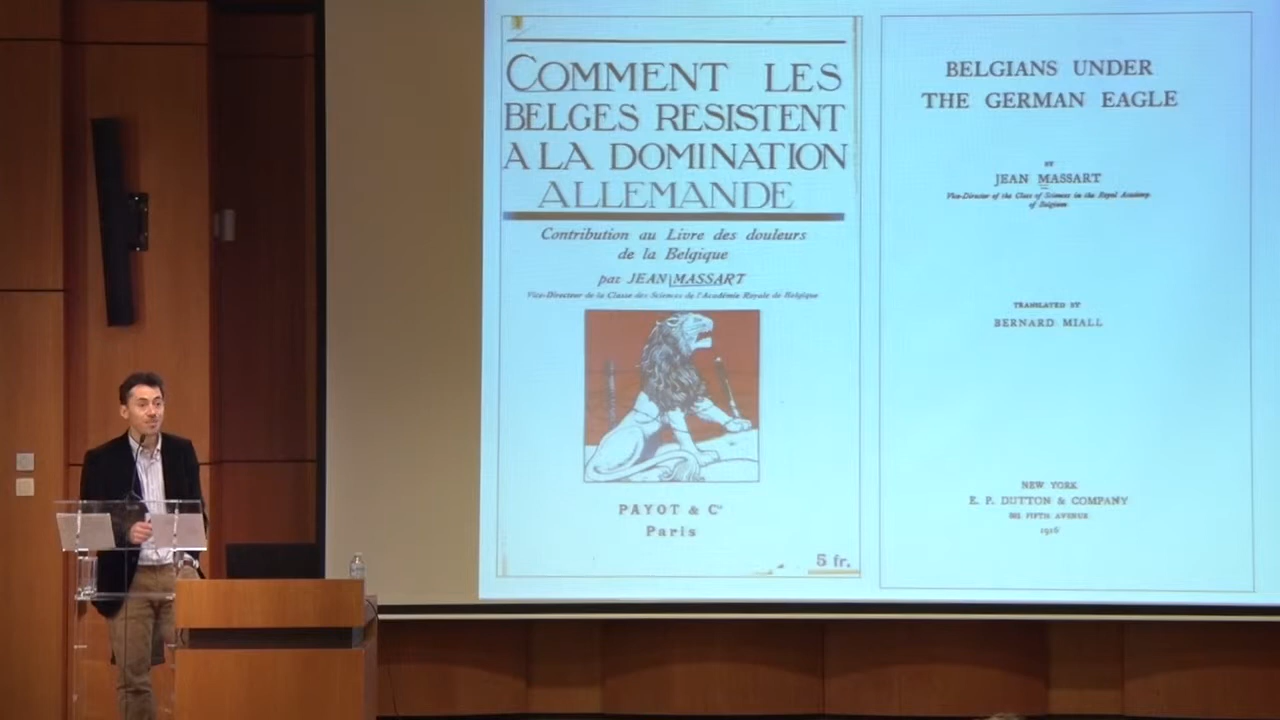 COMMENT LES
BELGES RESISTENT
A LA DOMINATION
ALLEMANDE
Contribution au Livre des douleurs
de la Belgique
par JEAN MASSART
Vice-Directeur de la Classe des Sciences de l'Académie Royale de Belgique
PAYOT & Cº
Paris
5 fr.
BELGIANS UNDER
THE GERMAN EAGLE
BY
JEAN MASSART
Vice-Director of the Class of Sciences in the Royal Academy
of Belgium
TRANSLATED BY
BERNARD MIALL
NEW YORK
E. P. DUTTON & COMPANY
FIFTH AVENUE
1916